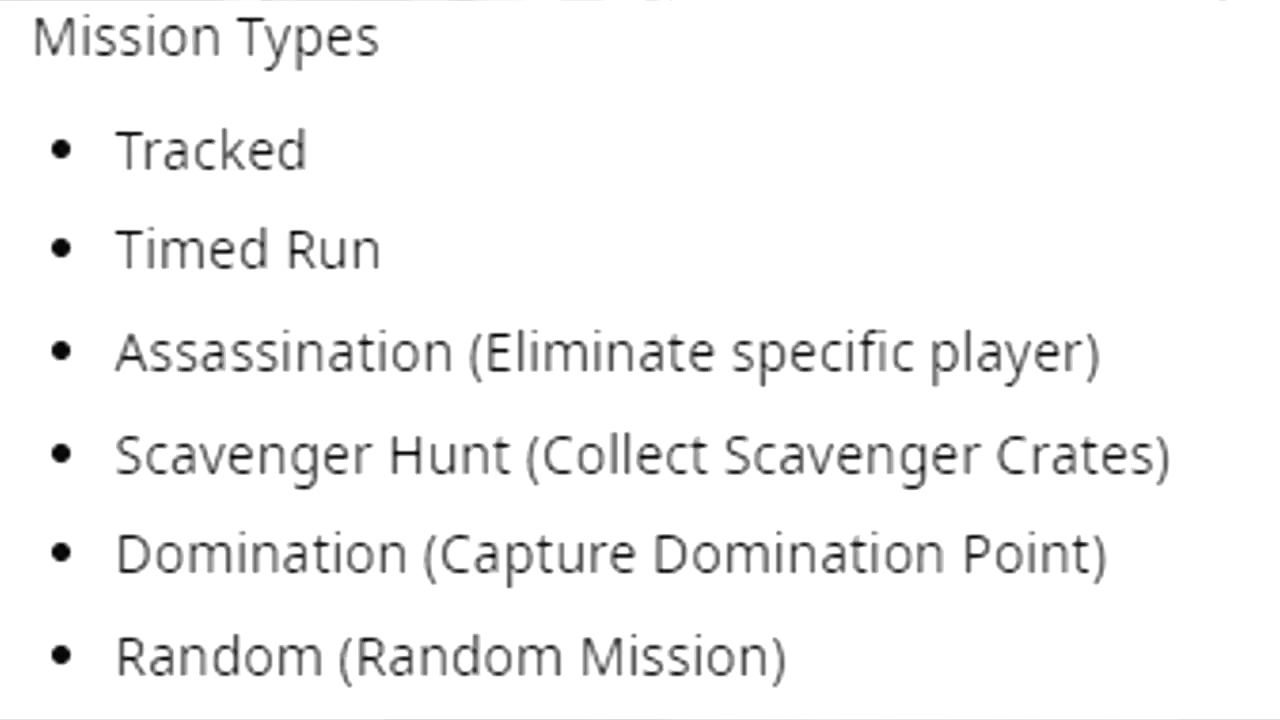 Mission Types
• Tracked
• Timed Run
• Assassination (Eliminate specific player)
• Scavenger Hunt (Collect Scavenger Crates)
• Domination (Capture Domination Point)
• Random (Random Mission)